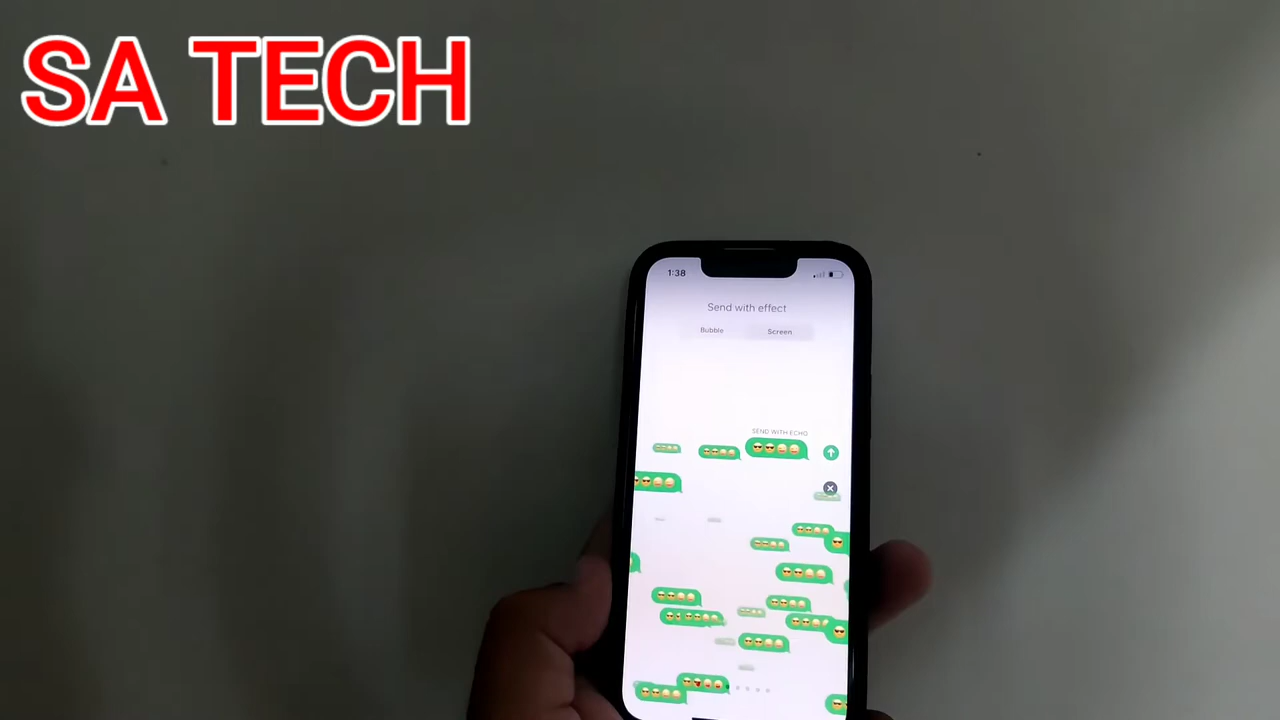 SA TECH
1:38
Send with effect
Bubble
Screen
SEND WITH ECHO